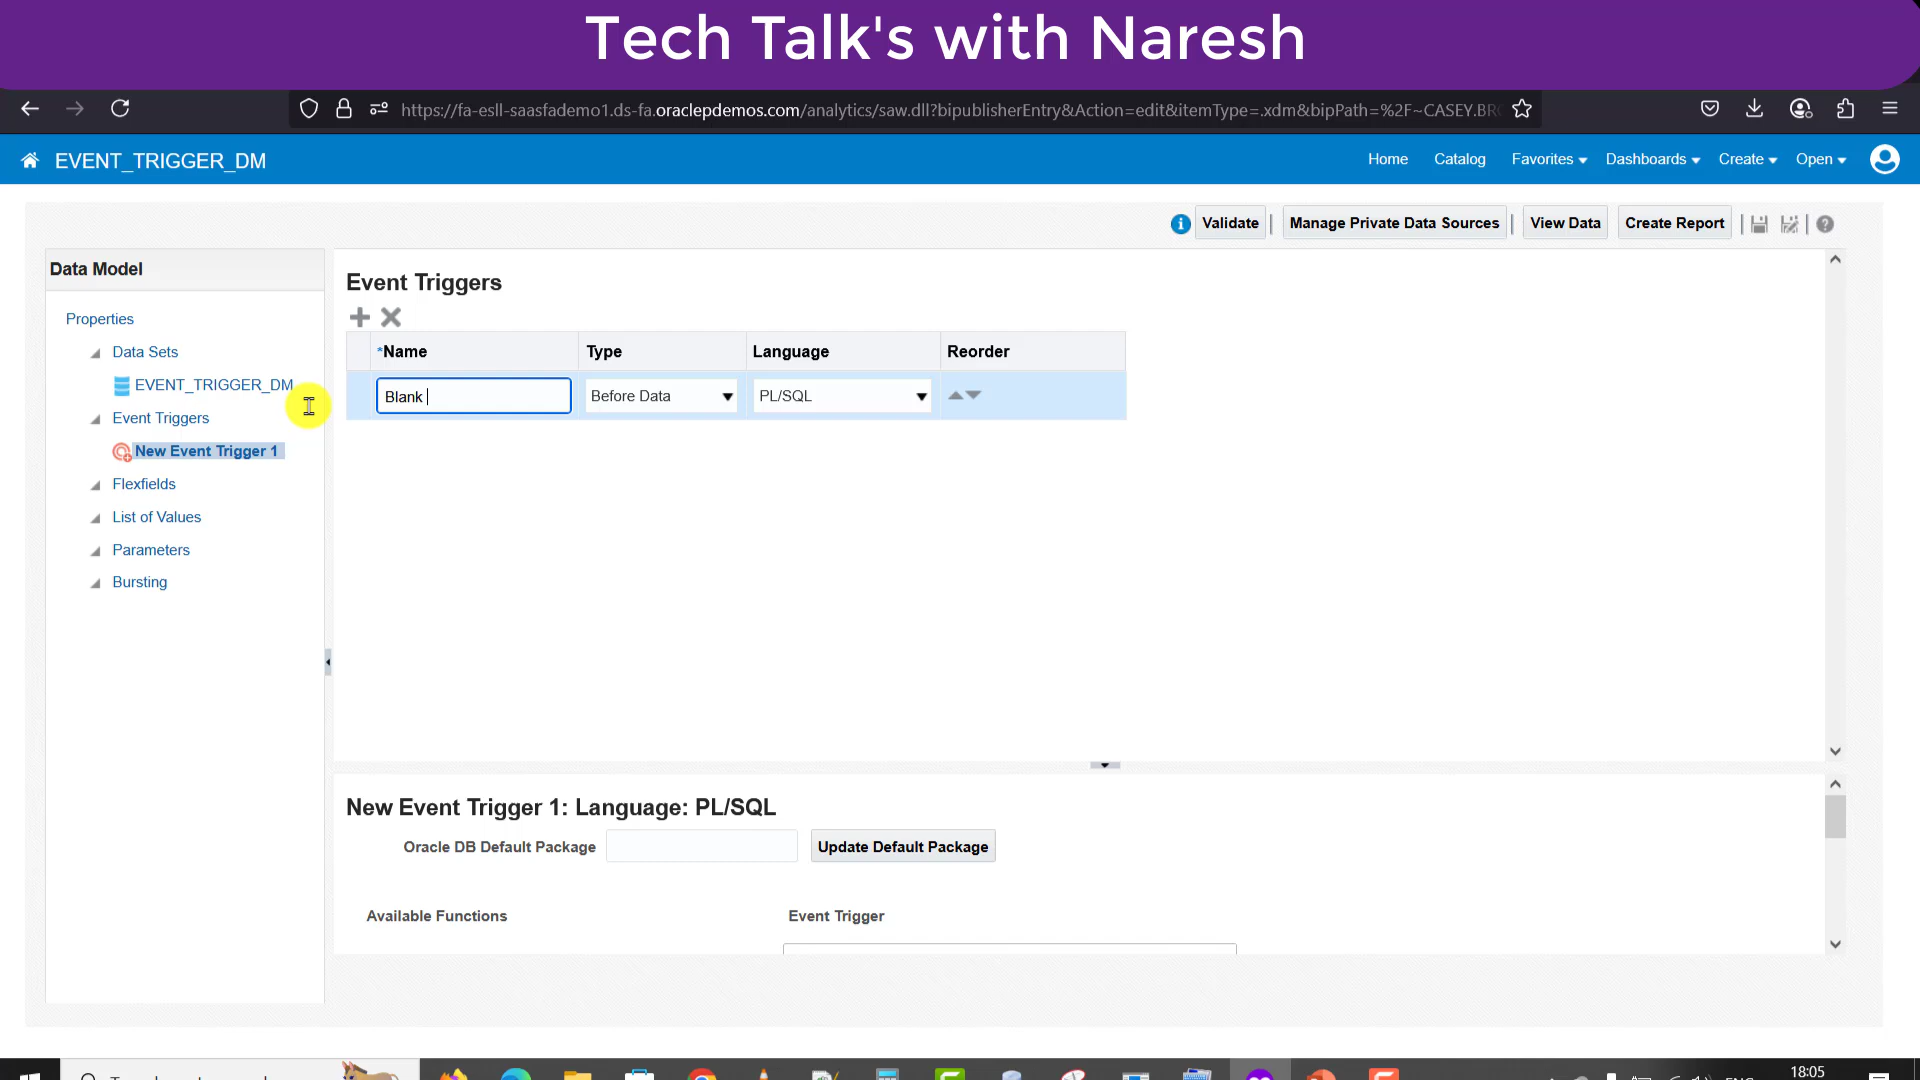 Tech Talk's with Naresh
https://fa-esll-saasfademo1.ds-fa.oraclepdemos.com/analytics/saw.dll?bipublisherEntry&Action=edit&itemType=.xdm&bipPath=%2F~CASEY.BR
EVENT_TRIGGER_DM
Home Catalog Favorites Dashboards Create Open
Validate Manage Private Data Sources View Data Create Report
Data Model
Properties
Data Sets
EVENT_TRIGGER_DM
Event Triggers
New Event Trigger 1
Flexfields
List of Values
Parameters
Bursting
Event Triggers
*Name Type Language Reorder
Blank Before Data PL/SQL
New Event Trigger 1: Language: PL/SQL
Oracle DB Default Package Update Default Package
Available Functions Event Trigger
18:05